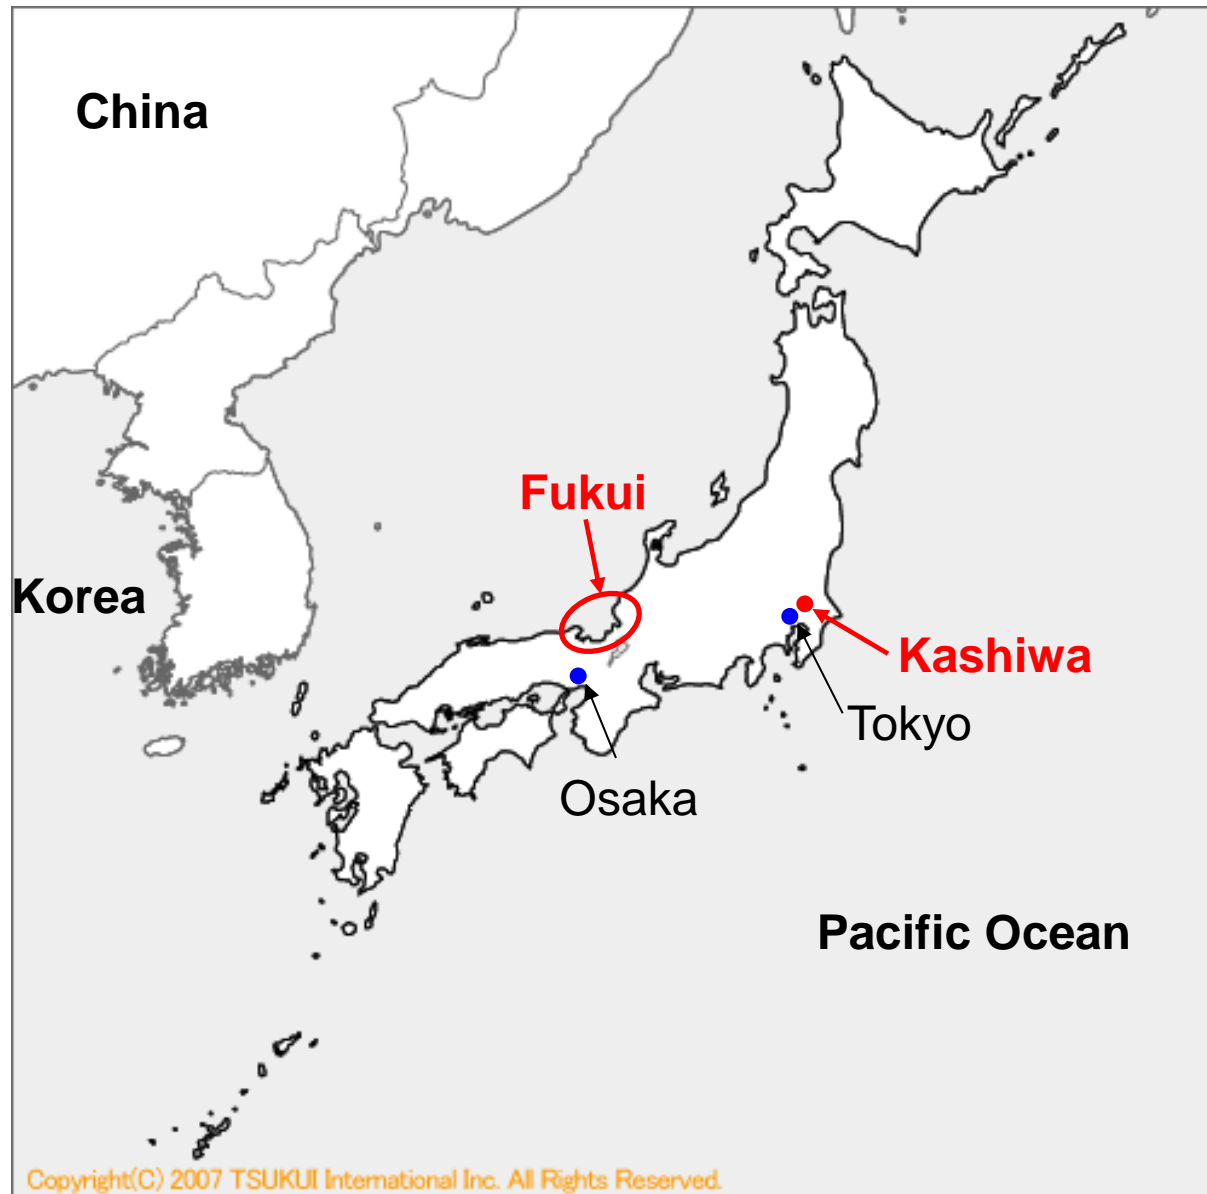 China
Fukui
Korea
Kashiwa
Tokyo
Osaka
Pacific Ocean
Copyright(C) 2007 TSUKUI International Inc. All Rights Reserved.